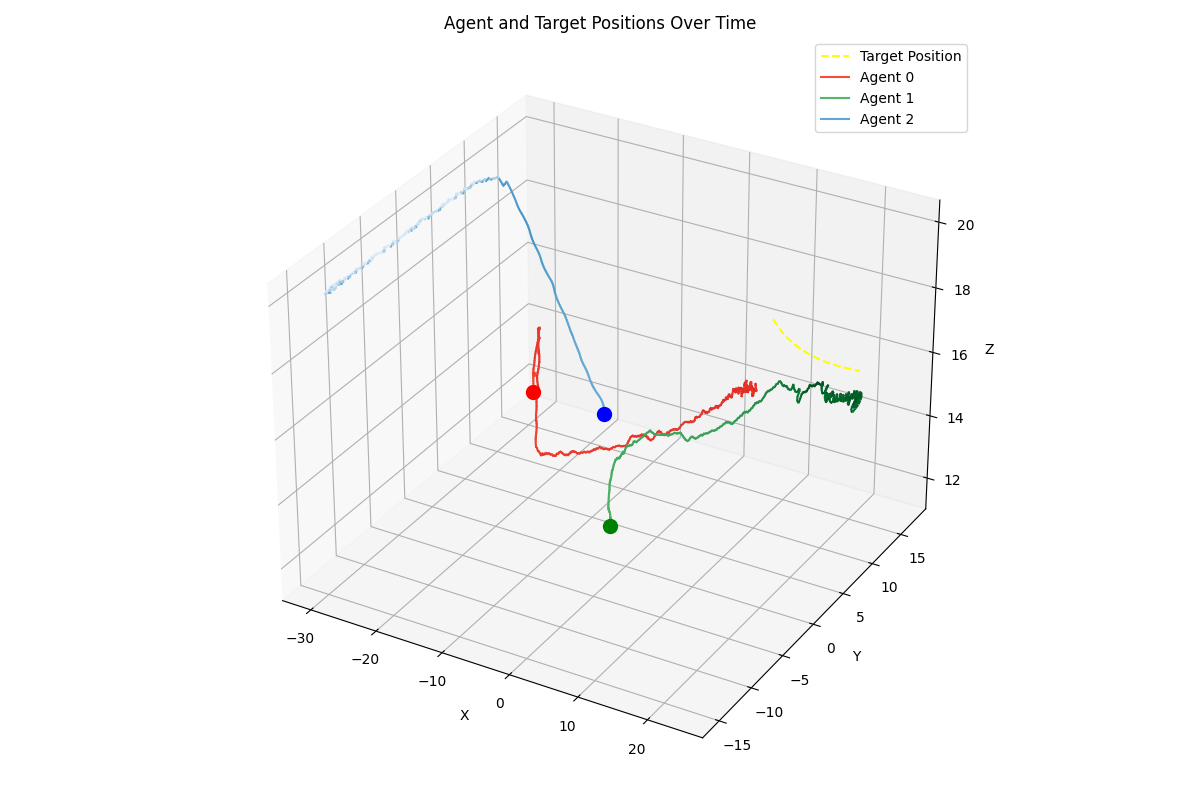 Agent and Target Positions Over Time
Target Position
Agent 0
Agent 1
Agent 2
20
18
16
14
12
Z
15
10
5
0
−5
−10
−15
Y
−30
−20
−10
0
10
20
X